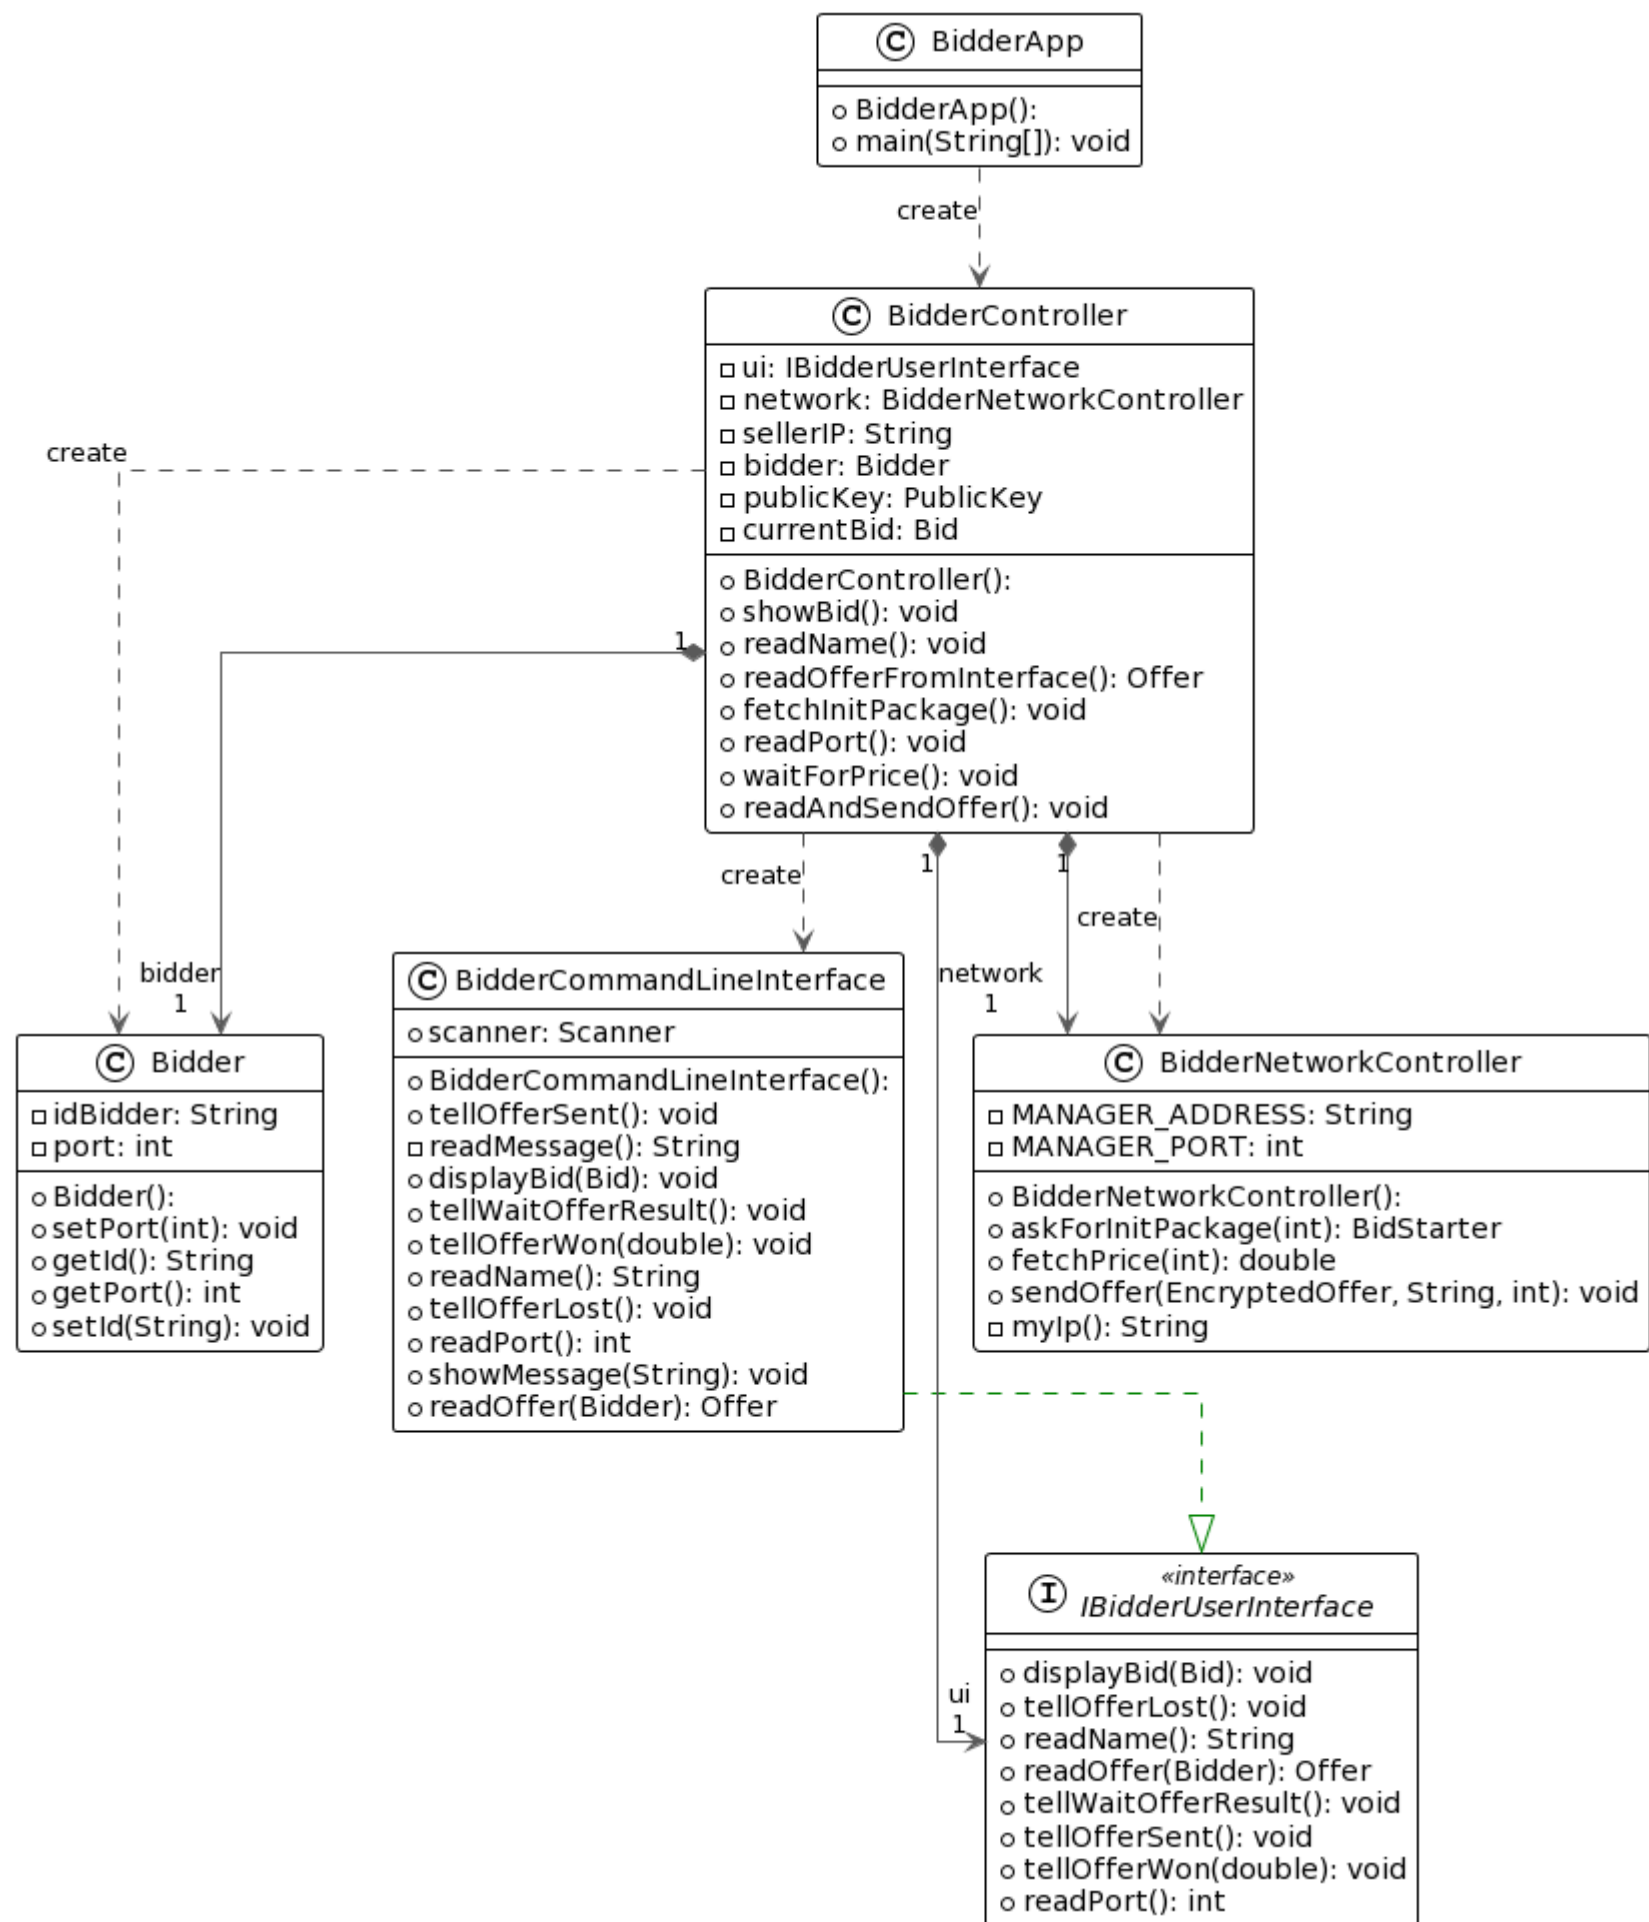 C BidderApp
BidderApp():
main(String[]): void
create
C BidderController
ui: IBidderUserInterface
network: BidderNetworkController
sellerIP: String
bidder: Bidder
publicKey: PublicKey
currentBid: Bid
BidderController():
showBid(): void
readName(): void
readOfferFromInterface(): Offer
fetchInitPackage(): void
readPort(): void
waitForPrice(): void
readAndSendOffer(): void
create
1
bidder
1
create
1
1
create
network
1
C Bidder
idBidder: String
port: int
Bidder():
setPort(int): void
getId(): String
getPort(): int
setId(String): void
C BidderCommandLineInterface
scanner: Scanner
BidderCommandLineInterface():
tellOfferSent(): void
readMessage(): String
displayBid(Bid): void
tellWaitOfferResult(): void
tellOfferWon(double): void
readName(): String
tellOfferLost(): void
readPort(): int
showMessage(String): void
readOffer(Bidder): Offer
C BidderNetworkController
MANAGER_ADDRESS: String
MANAGER_PORT: int
BidderNetworkController():
askForInitPackage(int): BidStarter
fetchPrice(int): double
sendOffer(EncryptedOffer, String, int): void
myIp(): String
ui
1
«interface»
I IBidderUserInterface
displayBid(Bid): void
tellOfferLost(): void
readName(): String
readOffer(Bidder): Offer
tellWaitOfferResult(): void
tellOfferSent(): void
tellOfferWon(double): void
readPort(): int